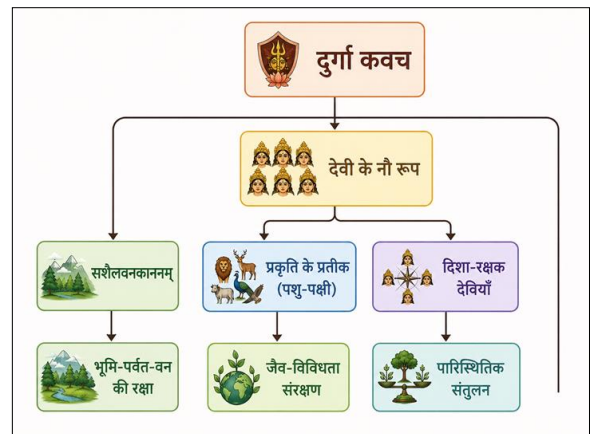 दुर्गा कवच
देवी के नौ रूप
सशैलवनकाननम्
प्रकृति के प्रतीक
(पशु-पक्षी)
दिशा-रक्षक
देवियाँ
भूमि-पर्वत-वन
की रक्षा
जैव-विविधता
संरक्षण
पारिस्थितिक
संतुलन